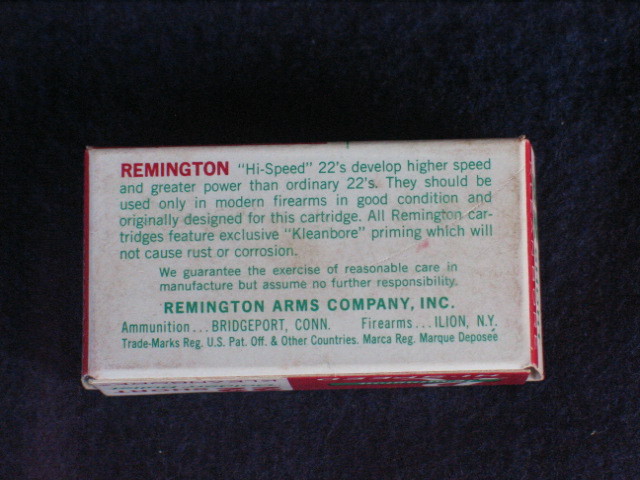 REMINGTON "Hi-Speed" 22's develop higher speed
and greater power than ordinary 22's. They should be
used only in modern firearms in good condition and
originally designed for this cartridge. All Remington car-
tridges feature exclusive "Kleanbore" priming which will
not cause rust or corrosion.
We guarantee the exercise of reasonable care in
manufacture but assume no further responsibility.
REMINGTON ARMS COMPANY, INC.
Ammunition... BRIDGEPORT, CONN. Firearms... ILION, N.Y.
Trade-Marks Reg. U.S. Pat. Off. & Other Countries. Marca Reg. Marque Deposée